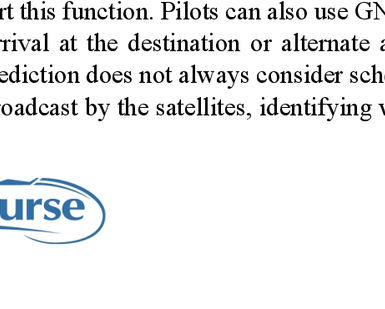 rt this function. Pilots can also use GN
rrival at the destination or alternate a
ediction does not always consider sche
roadcast by the satellites, identifying v
urse